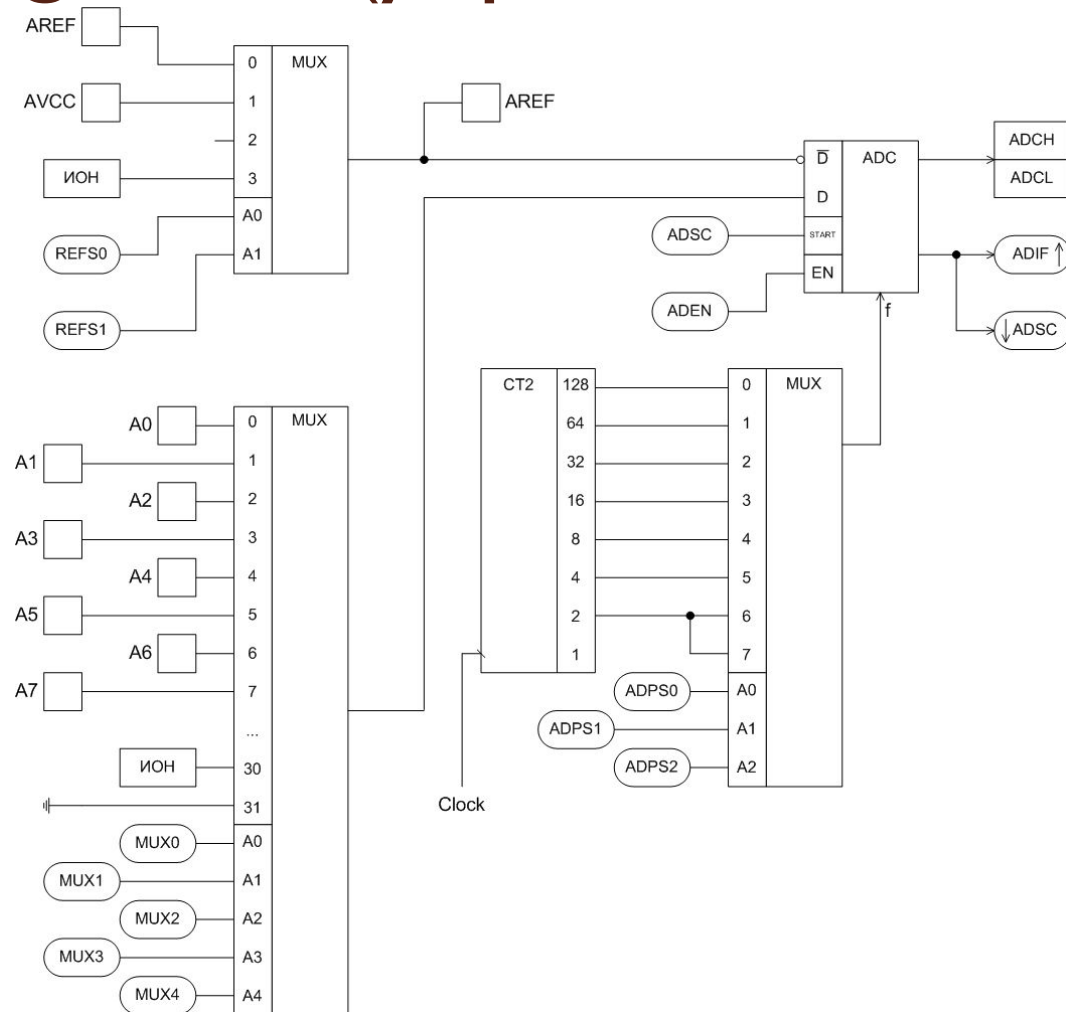 AREF
AVCC
ИОН
REFS0
REFS1
0 MUX
1
2
3
A0
A1
AREF
D ADC
D
START
EN
ADSC
ADEN
f
ADCH
ADCL
ADIF ↑
↓ ADSC
A0
A1
A2
A3
A4
A5
A6
A7
ИОН
MUX0
MUX1
MUX2
MUX3
MUX4
0 MUX
1
2
3
4
5
6
7
...
30
31
A0
A1
A2
A3
A4
CT2 128
64
32
16
8
4
2
1
Clock
0 MUX
1
2
3
4
5
6
7
A0
A1
A2
ADPS0
ADPS1
ADPS2